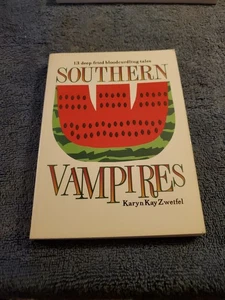 13 deep fried bloodcurdling tales
SOUTHERN
VAMPIRES
Karyn Kay Zweifel